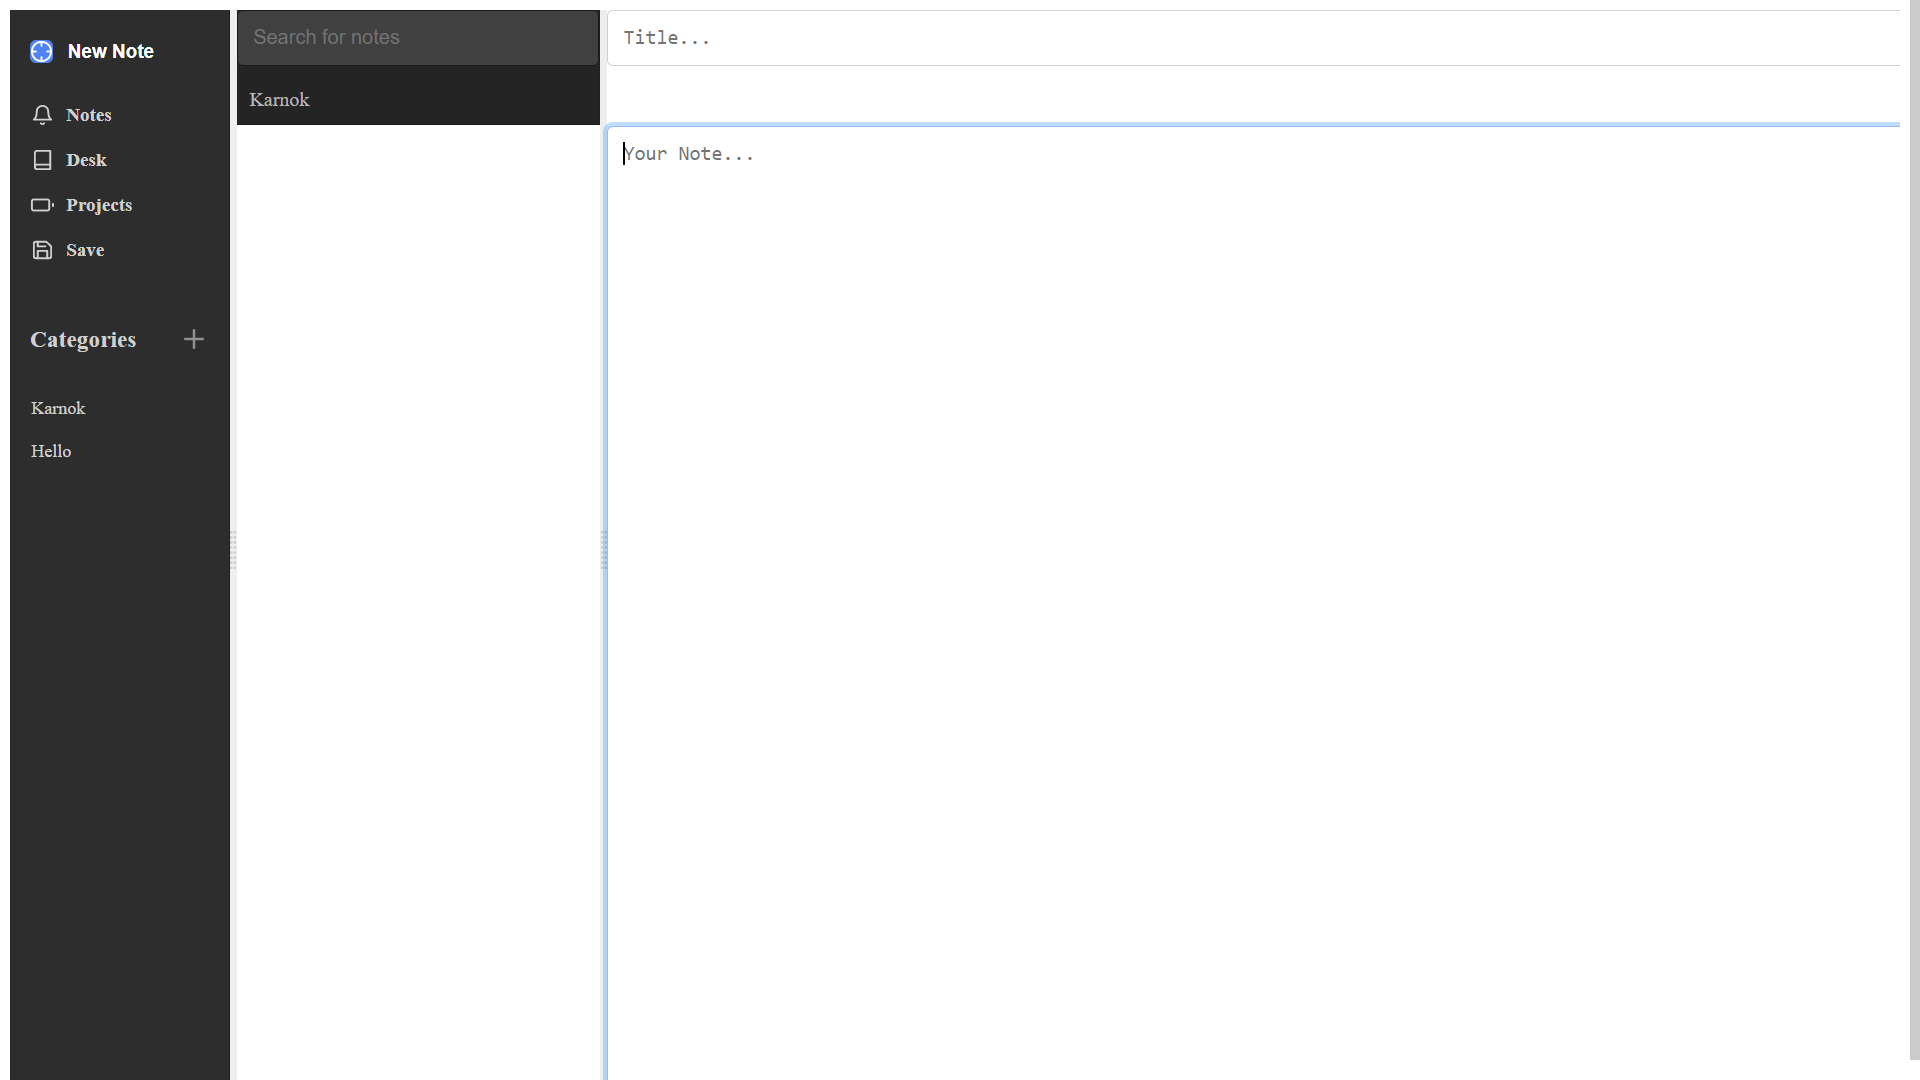 New Note
Notes
Desk
Projects
Save
Categories
Karnok
Hello
Search for notes
Karnok
Title...
Your Note...